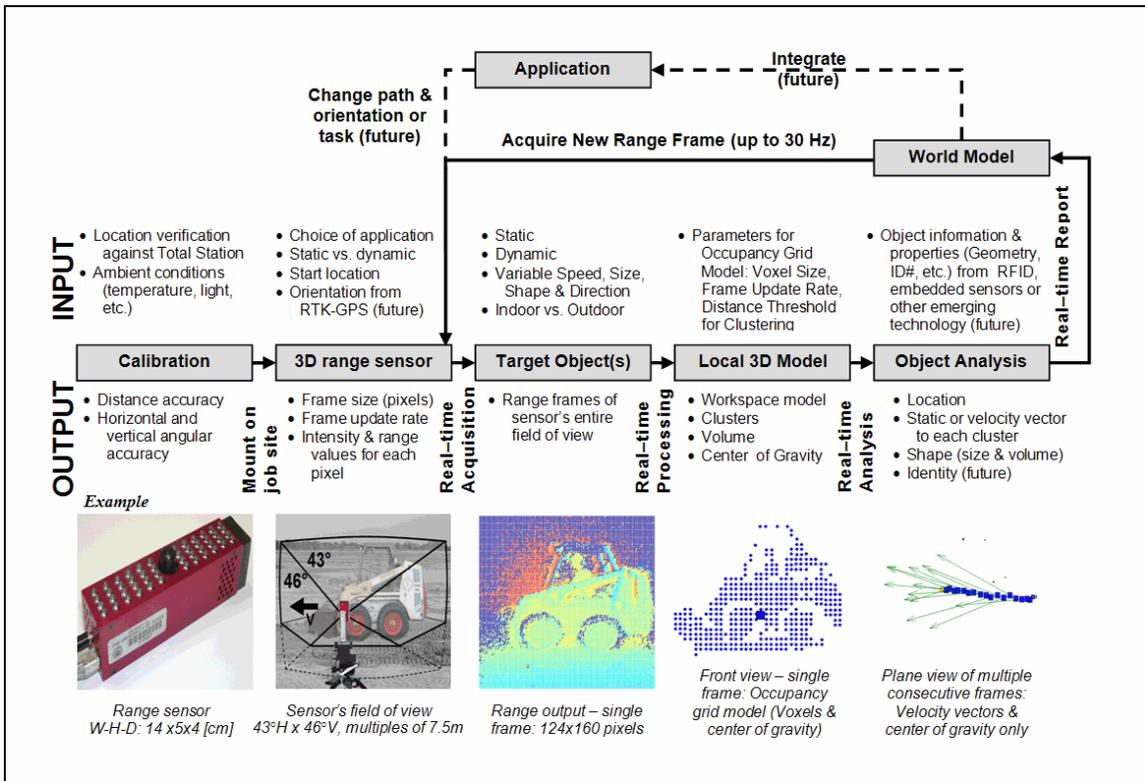 Application
Integrate
(future)
Change path &
orientation or
task (future)
Acquire New Range Frame (up to 30 Hz)
World Model
INPUT
• Location verification
against Total Station
• Ambient conditions
(temperature, light,
etc.)
• Choice of application
• Static vs. dynamic
• Start location
• Orientation from
RTK-GPS (future)
• Static
• Dynamic
• Variable Speed, Size,
Shape & Direction
• Indoor vs. Outdoor
• Parameters for
Occupancy Grid
Model: Voxel Size,
Frame Update Rate,
Distance Threshold
for Clustering
• Object information &
properties (Geometry,
ID#, etc.) from RFID,
embedded sensors or
other emerging
technology (future)
Real–time Report
Calibration
3D range sensor
Target Object(s)
Local 3D Model
Object Analysis
OUTPUT
• Distance accuracy
• Horizontal and
vertical angular
accuracy
Mount on
job site
• Frame size (pixels)
• Frame update rate
• Intensity & range
values for each
pixel
Real–time
Acquisition
• Range frames of
sensor's entire
field of view
Real–time
Processing
• Workspace model
• Clusters
• Volume
• Center of Gravity
Real–time
Analysis
• Location
• Static or velocity vector
to each cluster
• Shape (size & volume)
• Identity (future)
Example
43°
46°
V
Range sensor
W-H-D: 14 x5x4 [cm]
Sensor's field of view
43°H x 46°V, multiples of 7.5m
Range output – single
frame: 124x160 pixels
Front view – single
frame: Occupancy
grid model (Voxels &
center of gravity)
Plane view of multiple
consecutive frames:
Velocity vectors &
center of gravity only